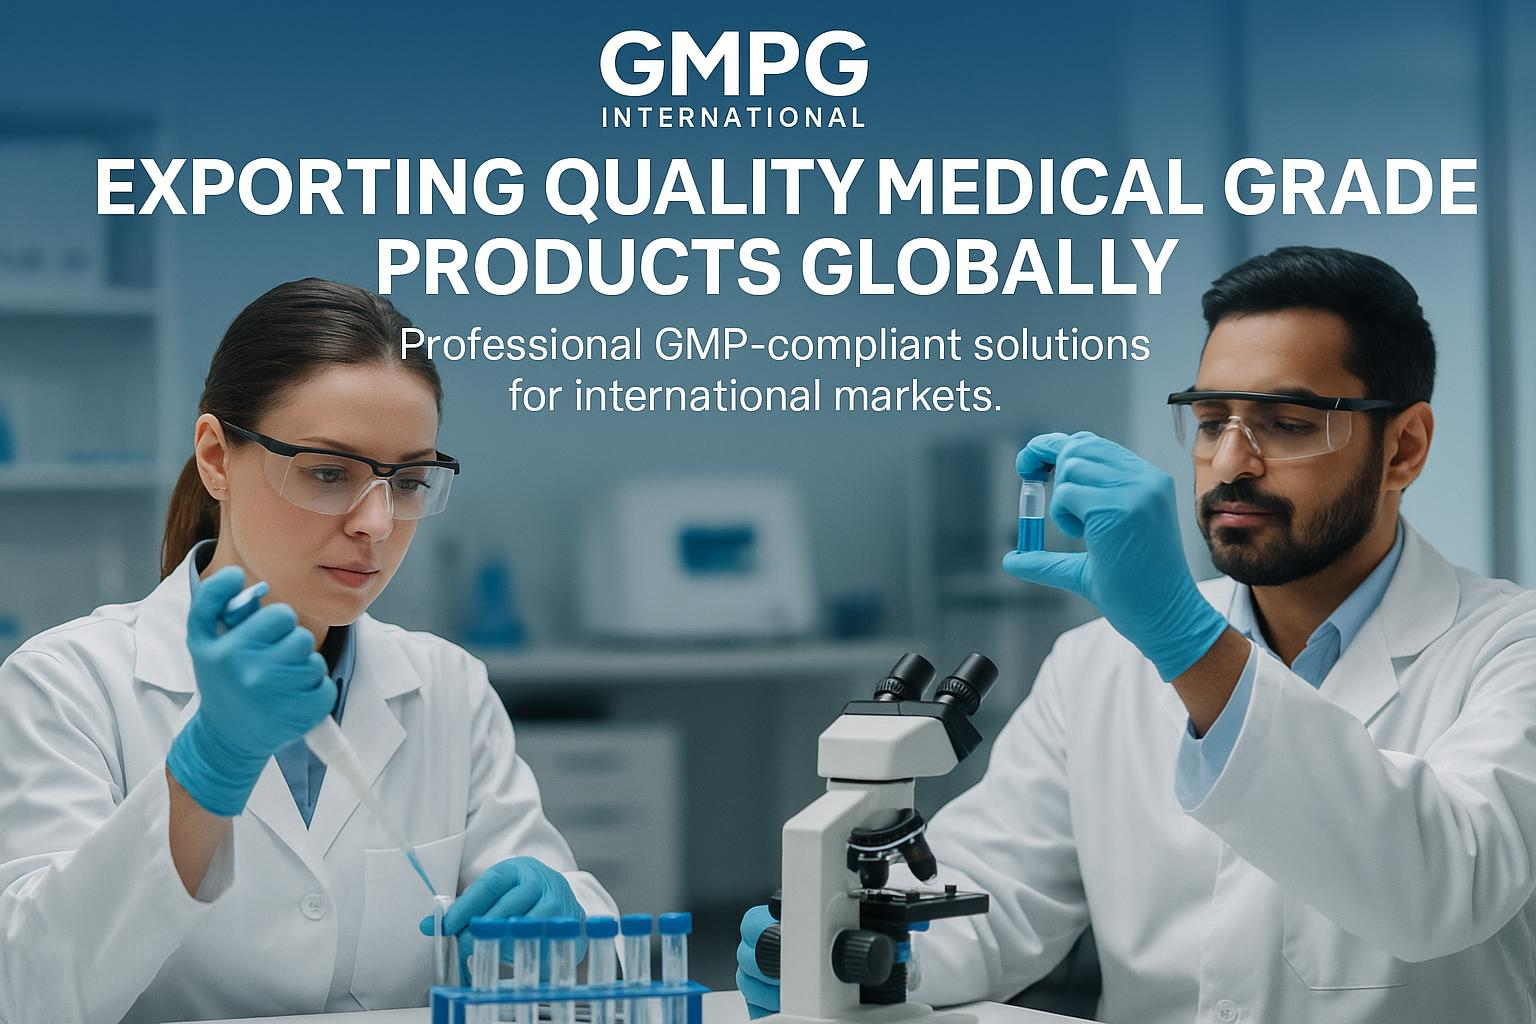 GMPG
INTERNATIONAL
EXPORTING QUALITY MEDICAL GRADE
PRODUCTS GLOBALLY
Professional GMP-compliant solutions
for international markets.